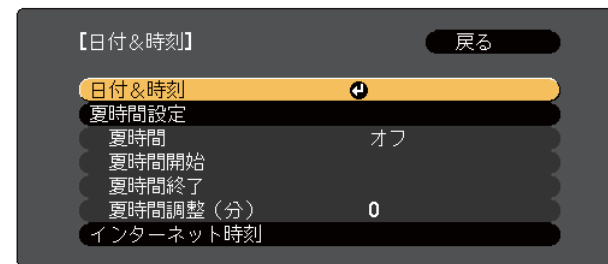 【日付&時刻】
戻る
日付&時刻
夏時間設定
夏時間 オフ
夏時間開始
夏時間終了
夏時間調整（分） 0
インターネット時刻